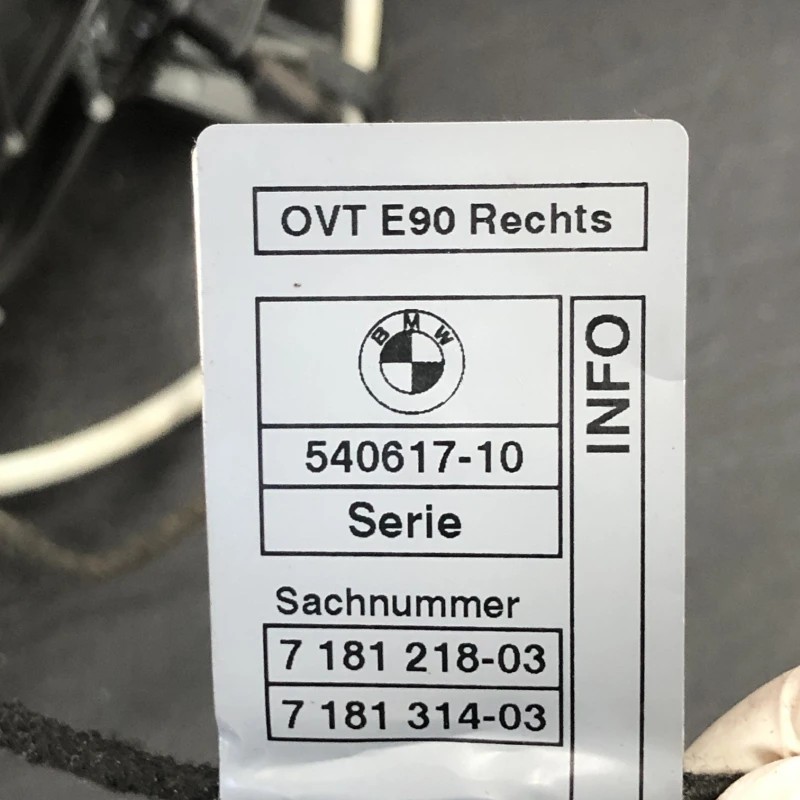 OVT E90 Rechts
BMW
540617-10
Serie
INFO
Sachnummer
7 181 218-03
7 181 314-03